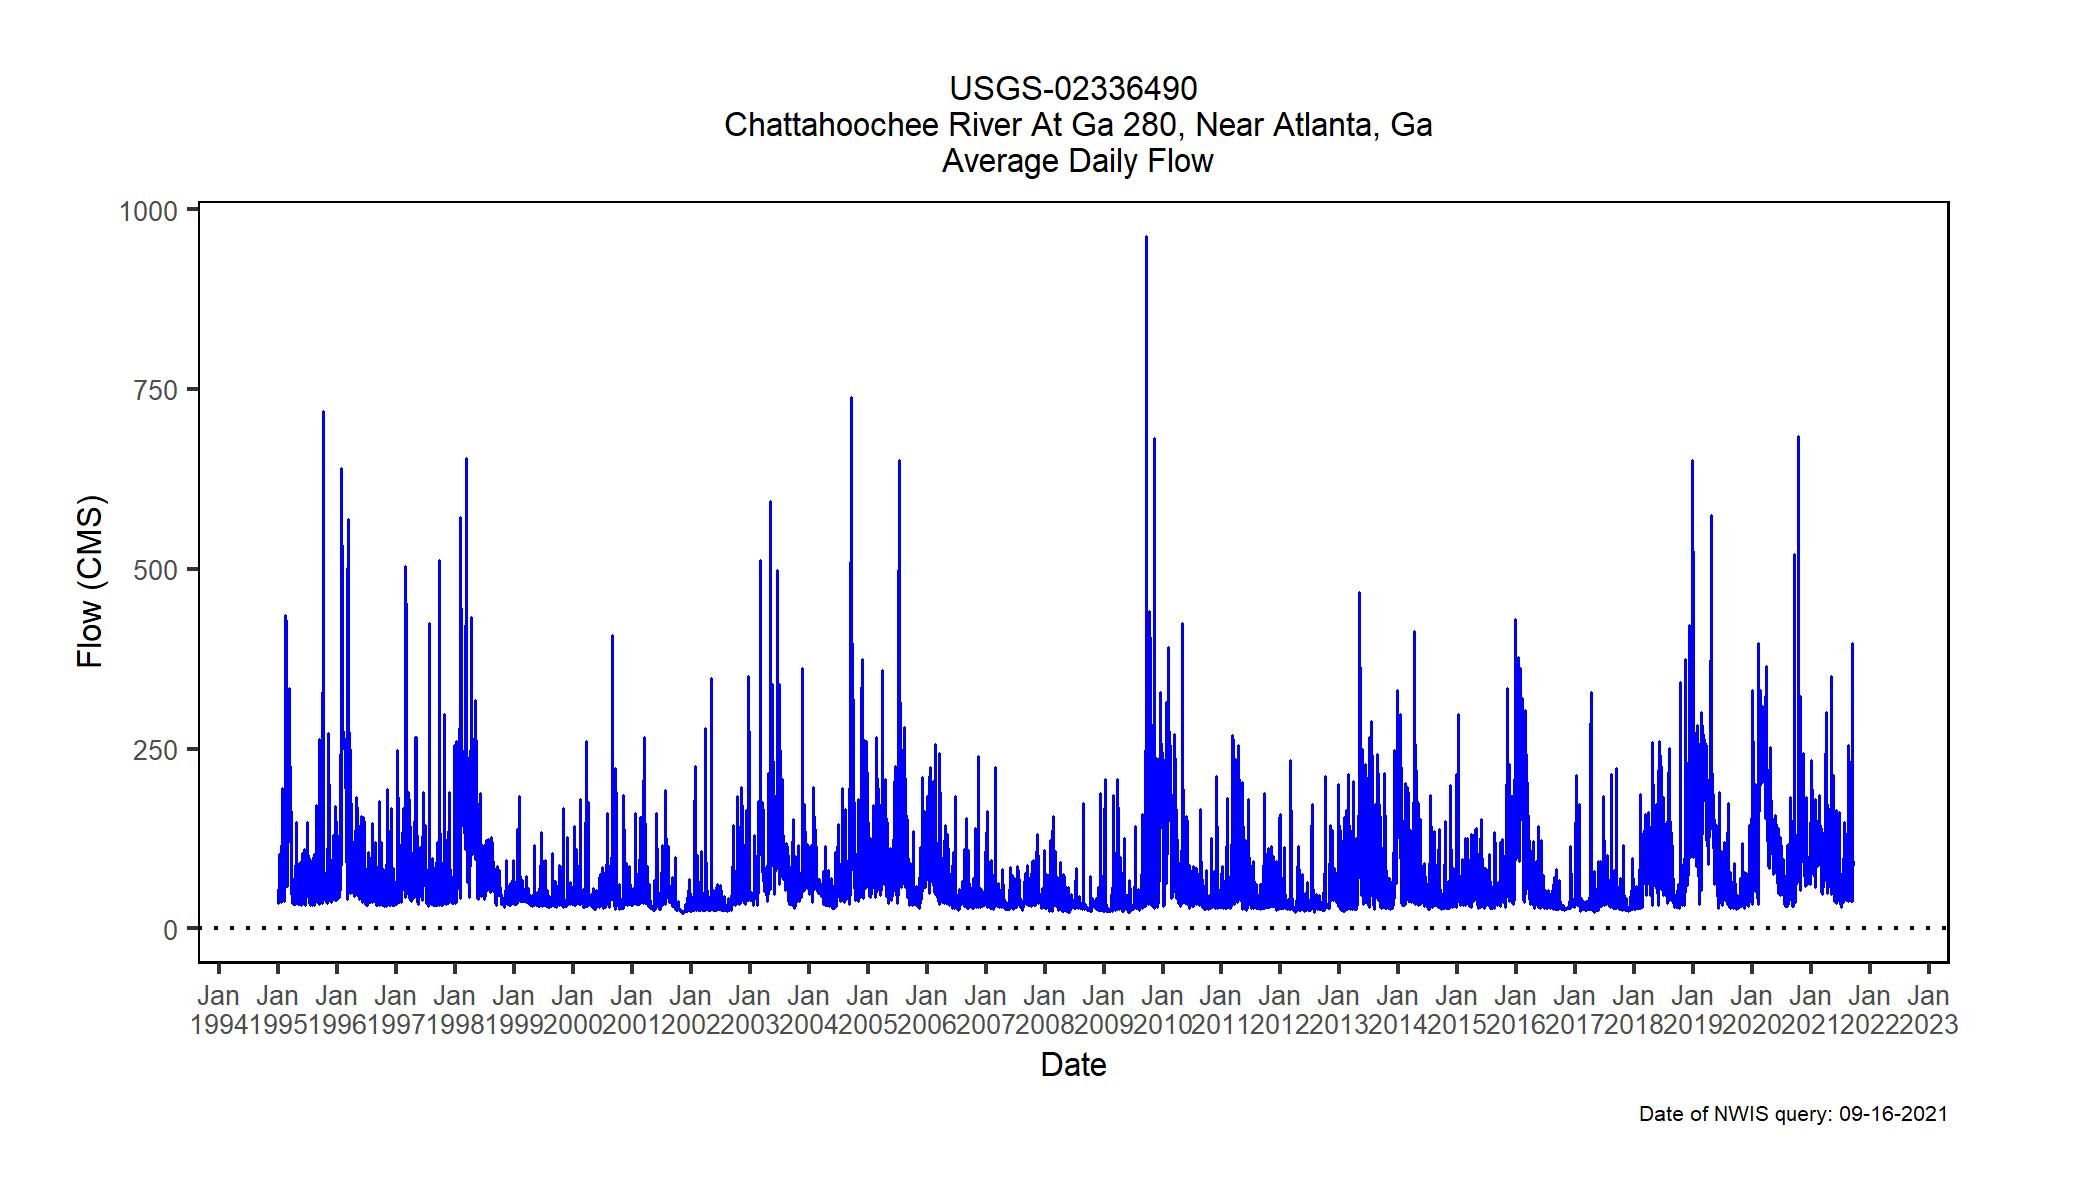 USGS-02336490
Chattahoochee River At Ga 280, Near Atlanta, Ga
Average Daily Flow
1000
750
500
250
0
Flow (CMS)
Jan Jan Jan Jan Jan Jan Jan Jan Jan Jan Jan Jan Jan Jan Jan Jan Jan Jan Jan Jan Jan Jan Jan Jan Jan Jan Jan Jan Jan Jan
1994 1995 1996 1997 1998 1999 2000 2001 2002 2003 2004 2005 2006 2007 2008 2009 2010 2011 2012 2013 2014 2015 2016 2017 2018 2019 2020 2021 2022 2023
Date
Date of NWIS query: 09-16-2021